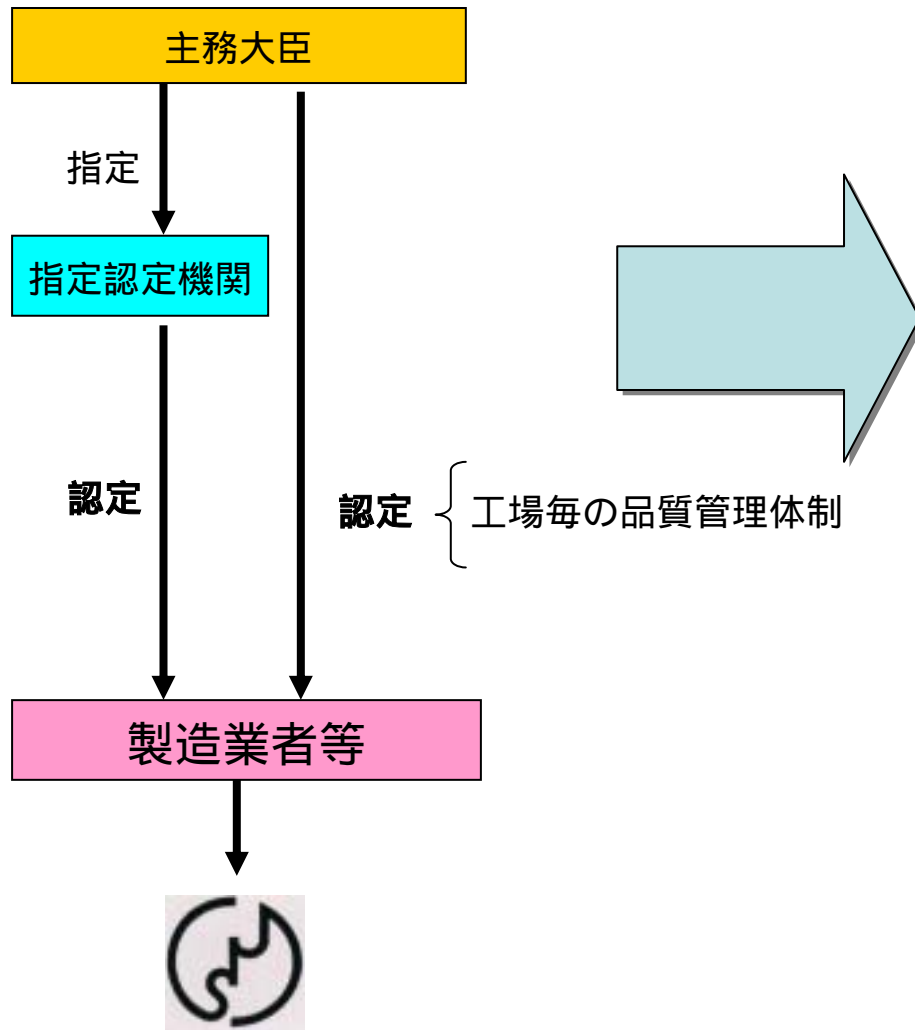 主務大臣
指定
指定認定機関
認定
認定
工場毎の品質管理体制
製造業者等